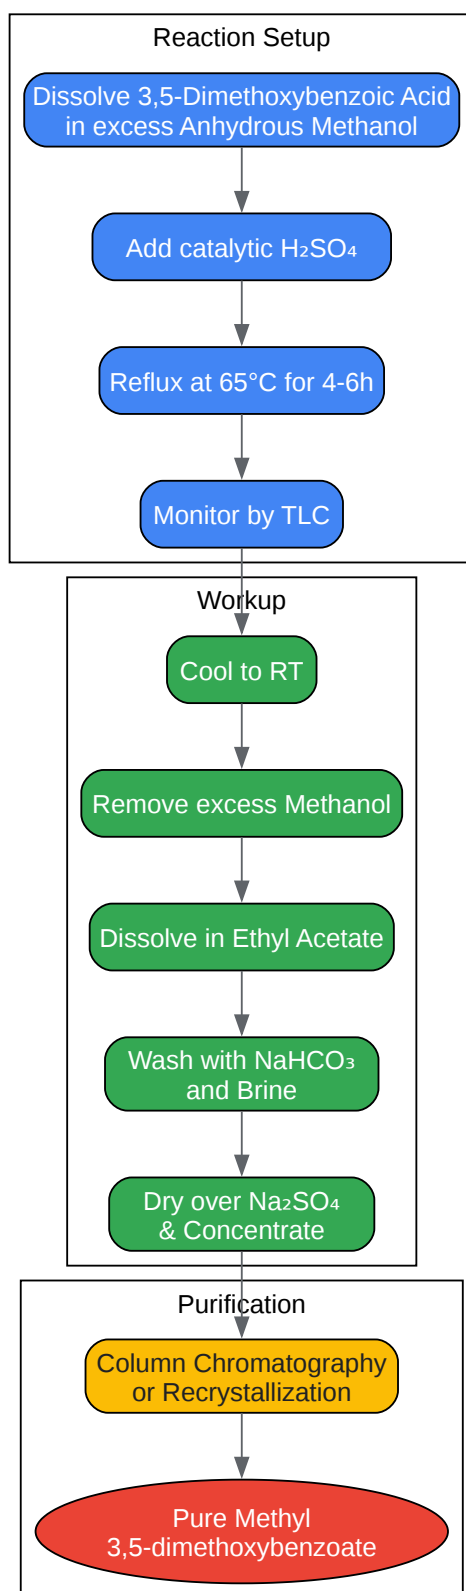 Reaction Setup
Dissolve 3,5-Dimethoxybenzoic Acid
in excess Anhydrous Methanol
Add catalytic H₂SO₄
Reflux at 65°C for 4-6h
Monitor by TLC
Workup
Cool to RT
Remove excess Methanol
Dissolve in Ethyl Acetate
Wash with NaHCO₃
and Brine
Dry over Na₂SO₄
& Concentrate
Purification
Column Chromatography
or Recrystallization
Pure Methyl
3,5-dimethoxybenzoate